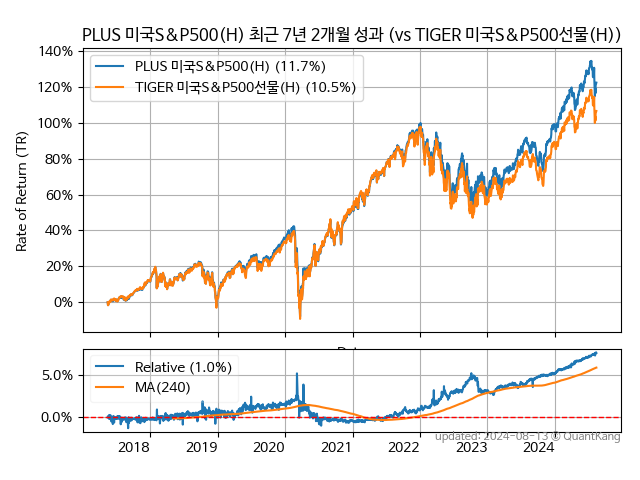 PLUS 미국S&P500(H) 최근 7년 2개월 성과 (vs TIGER 미국S&P500선물(H))
140%
120%
100%
80%
60%
40%
20%
0%
Rate of Return (TR)
PLUS 미국S&P500(H) (11.7%)
TIGER 미국S&P500선물(H) (10.5%)
5.0%
0.0%
Relative (1.0%)
MA(240)
2018
2019
2020
2021
2022
2023
2024
updated: 2024-08-13 © QuantKang